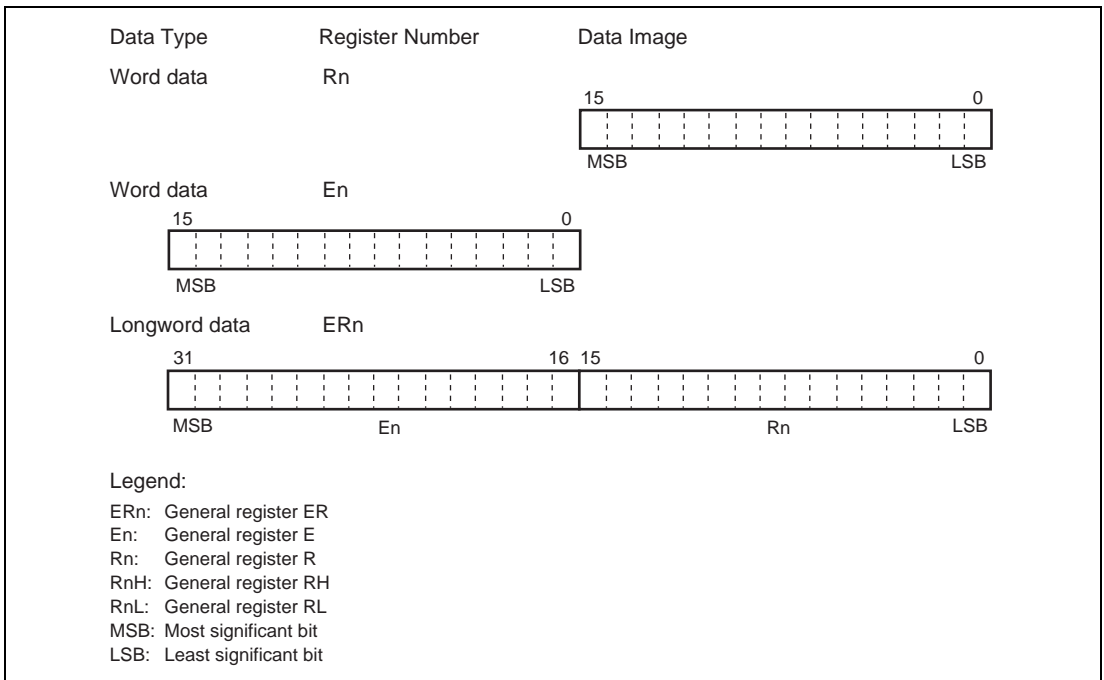 Data Type Register Number Data Image
Word data Rn
15 0
MSB LSB
Word data En
15 0
MSB LSB
Longword data ERn
31 16 15 0
MSB En Rn LSB
Legend:
ERn: General register ER
En: General register E
Rn: General register R
RnH: General register RH
RnL: General register RL
MSB: Most significant bit
LSB: Least significant bit